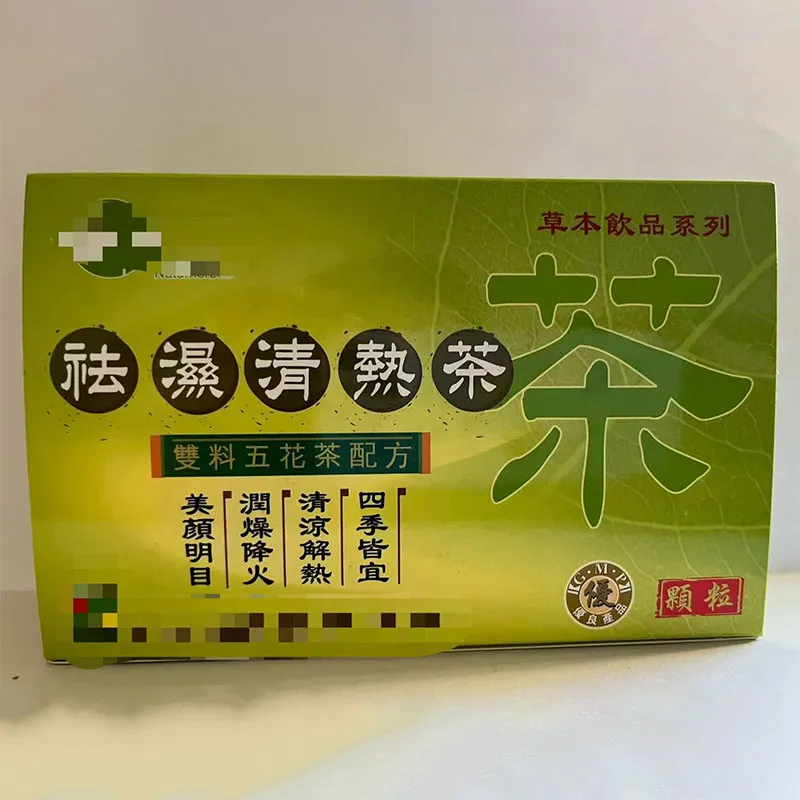 草本飲品系列
茶
祛濕清熱茶
雙料五花茶配方
四季皆宜
清涼解熱
潤燥降火
美顏明目
G·M·P
優
優良產品
顆粒